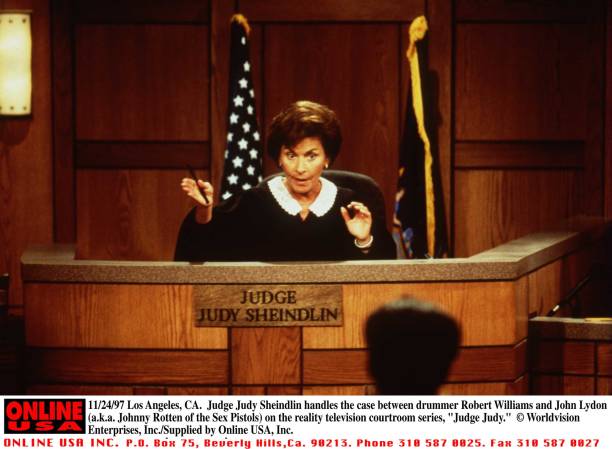 JUDGE
JUDY SHEINDLIN
ONLINE
USA
11/24/97 Los Angeles, CA. Judge Judy Sheindlin handles the case between drummer Robert Williams and John Lydon
(a.k.a. Johnny Rotten of the Sex Pistols) on the reality television courtroom series, "Judge Judy." © Worldvision
Enterprises, Inc./Supplied by Online USA, Inc.
ONLINE USA INC. P.O. Box 75, Beverly Hills,Ca. 90213. Phone 310 587 0025. Fax 310 587 0027